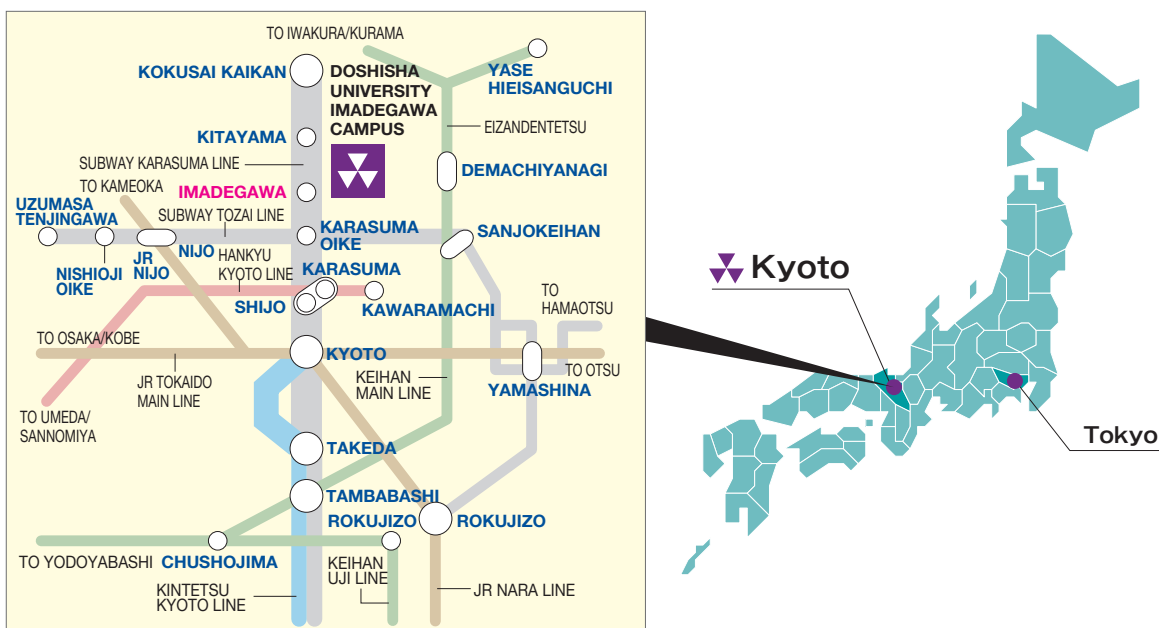 TO IWAKURA/KURAMA
KOKUSAI KAIKAN
DOSHISHA
UNIVERSITY
IMADEGAWA
CAMPUS
YASE
HIEISANGUCHI
EIZANDENTETSU
KITAYAMA
SUBWAY KARASUMA LINE
DEMACHIYANAGI
TO KAMEOKA
IMADEGAWA
UZUMASA
TENJINGAWA
SUBWAY TOZAI LINE
KARASUMA
OIKE
SANJOKEIHAN
NISHIOJI
OIKE
JR
NIJO
NIJO
HANKYU
KYOTO LINE
KARASUMA
SHIJO
KAWARAMACHI
TO
HAMAOTSU
TO OSAKA/KOBE
KYOTO
TO OTSU
JR TOKAIDO
MAIN LINE
KEIHAN
MAIN LINE
YAMASHINA
TO UMEDA/
SANNOMIYA
TAKEDA
TAMBABASHI
ROKUJIZO
ROKUJIZO
TO YODOYABASHI
CHUSHOJIMA
KEIHAN
UJI LINE
KINTETSU
KYOTO LINE
JR NARA LINE
Kyoto
Tokyo